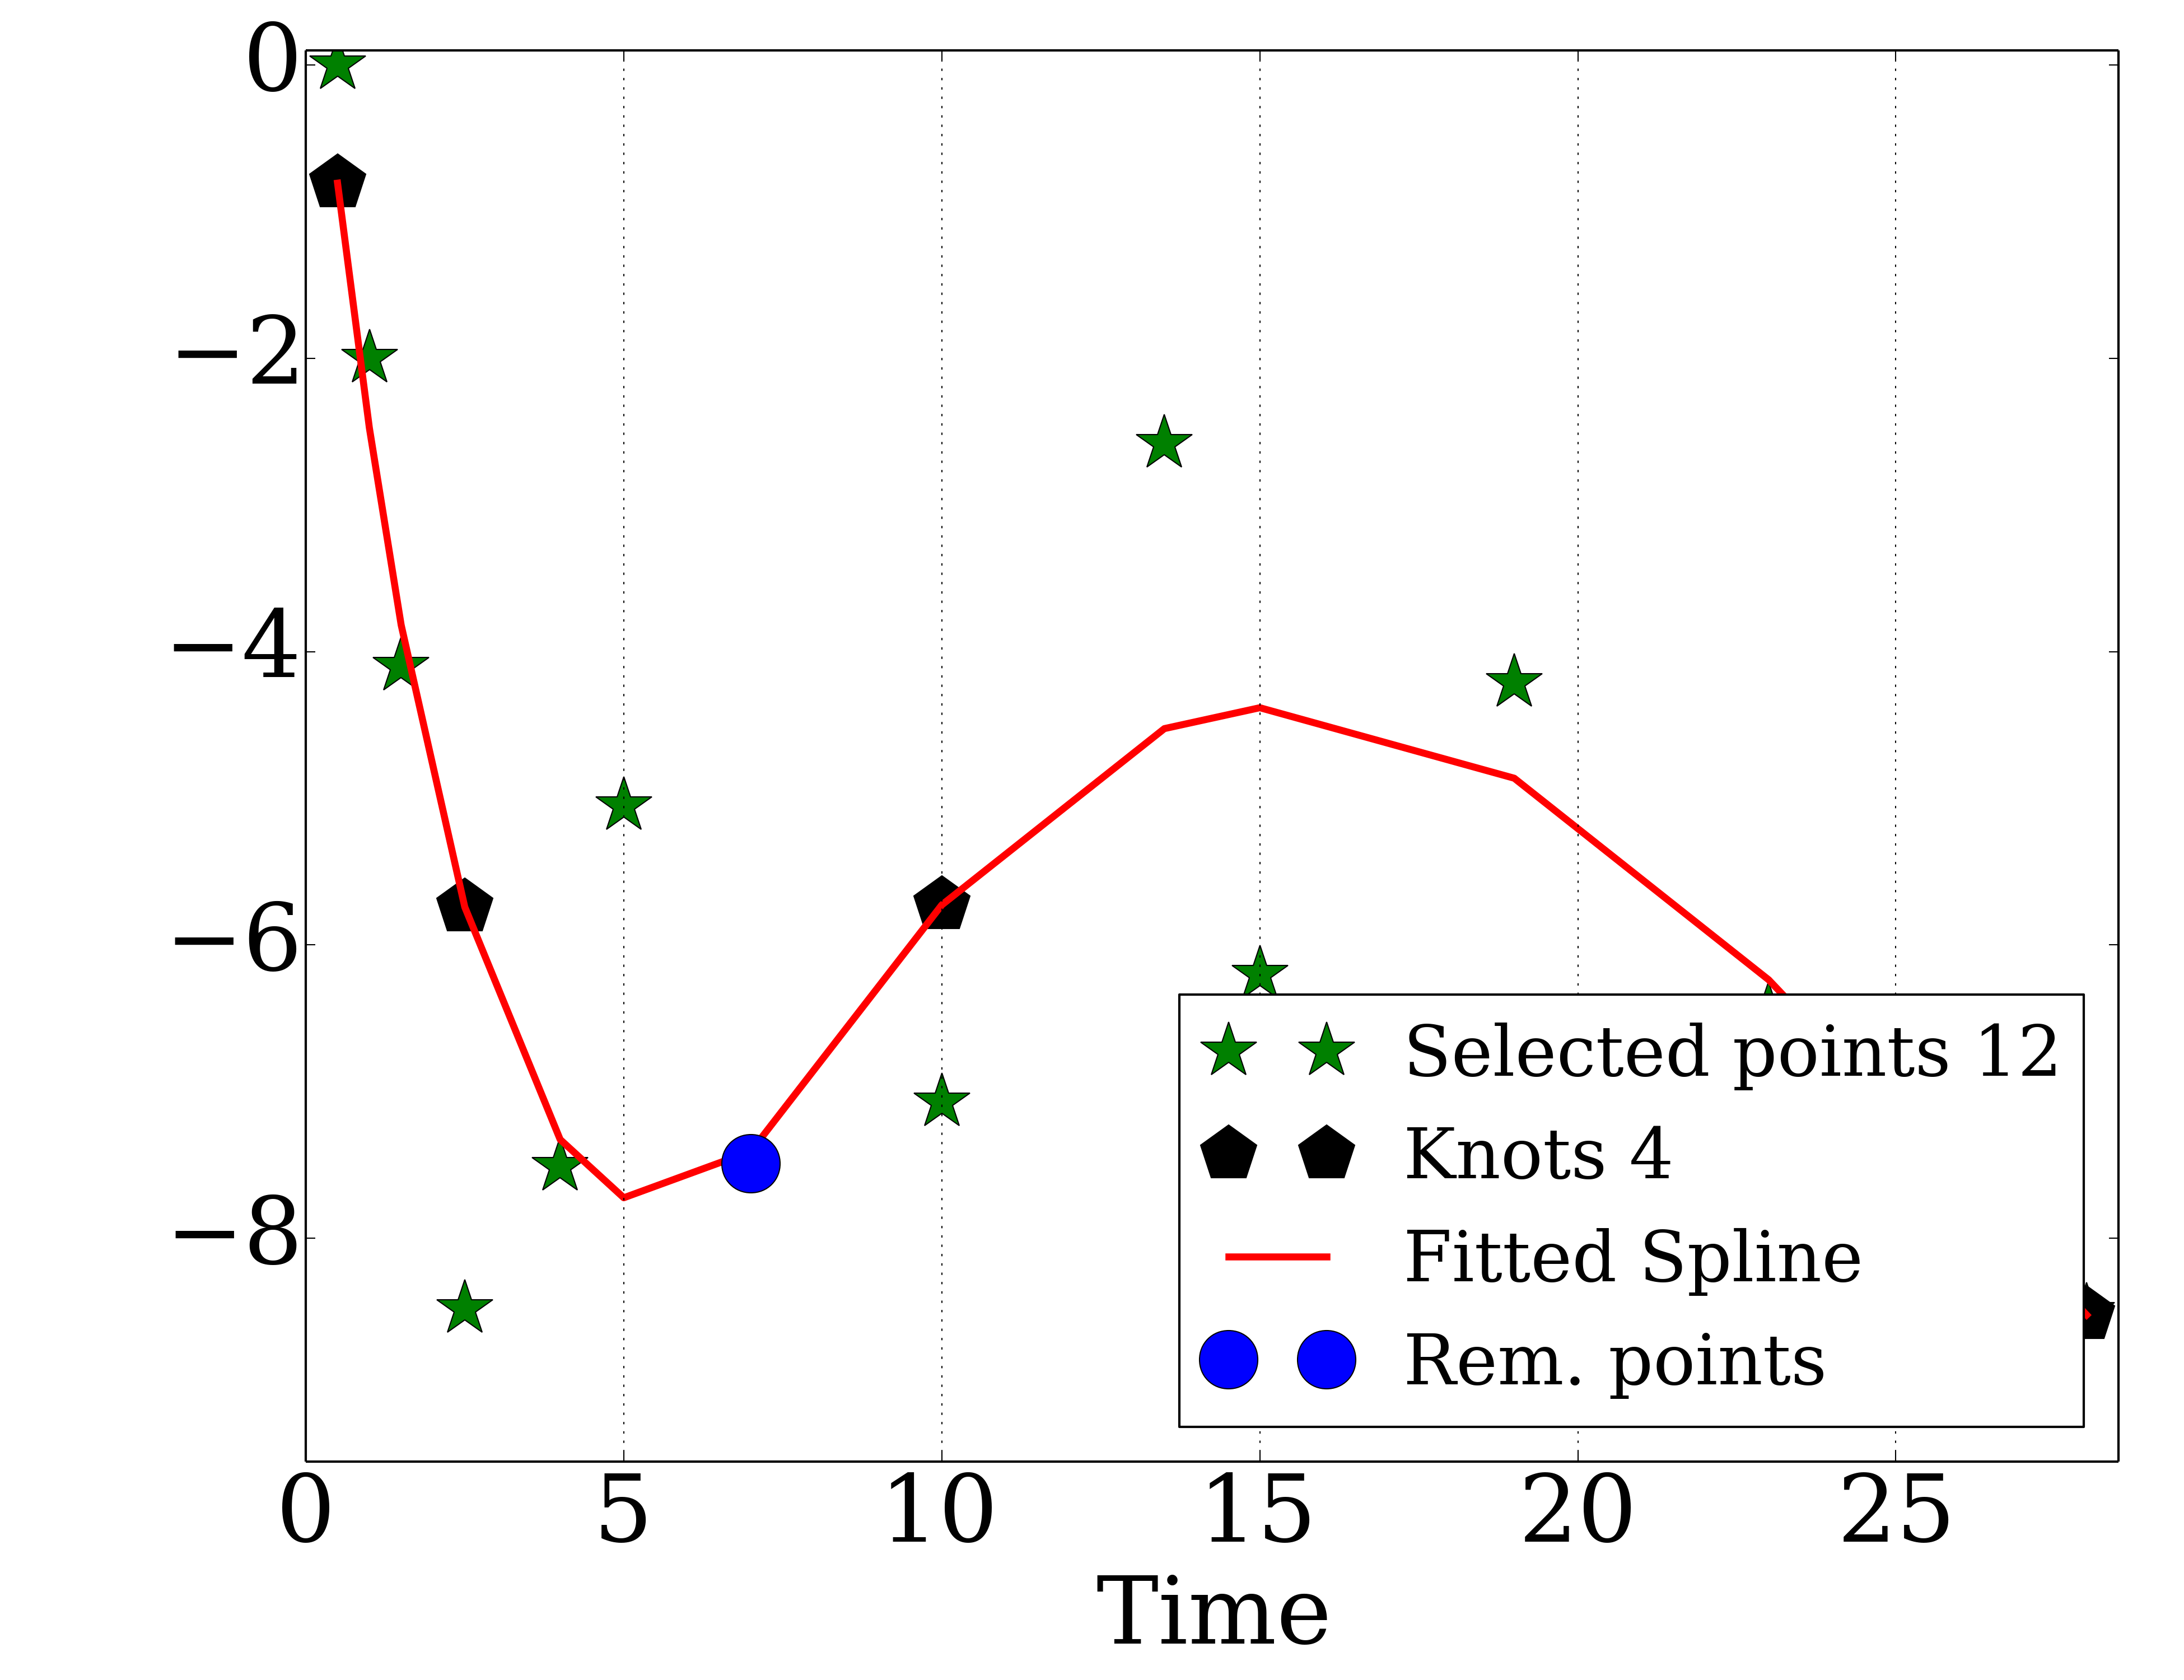 0
−2
−4
−6
−8
Selected points 12
Knots 4
Fitted Spline
Rem. points
0 5 10 15 20 25
Time